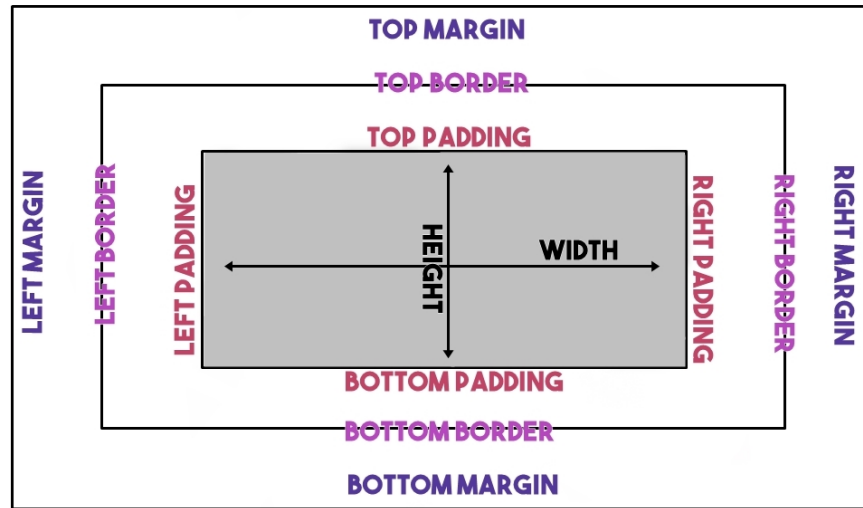 TOP MARGIN
TOP BORDER
TOP PADDING
LEFT MARGIN
LEFT BORDER
LEFT PADDING
HEIGHT
WIDTH
RIGHT PADDING
RIGHT BORDER
RIGHT MARGIN
BOTTOM PADDING
BOTTOM BORDER
BOTTOM MARGIN